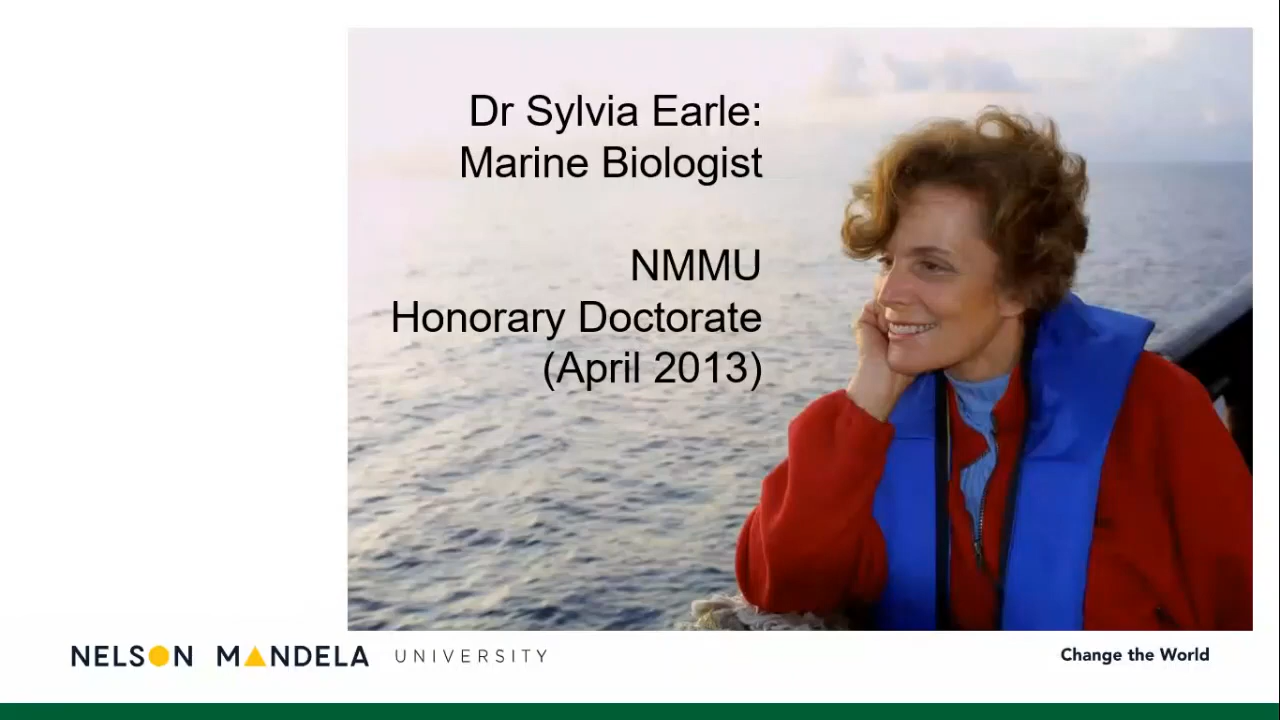 Dr Sylvia Earle:
Marine Biologist
NMMU
Honorary Doctorate
(April 2013)
NELSON MANDELA UNIVERSITY
Change the World